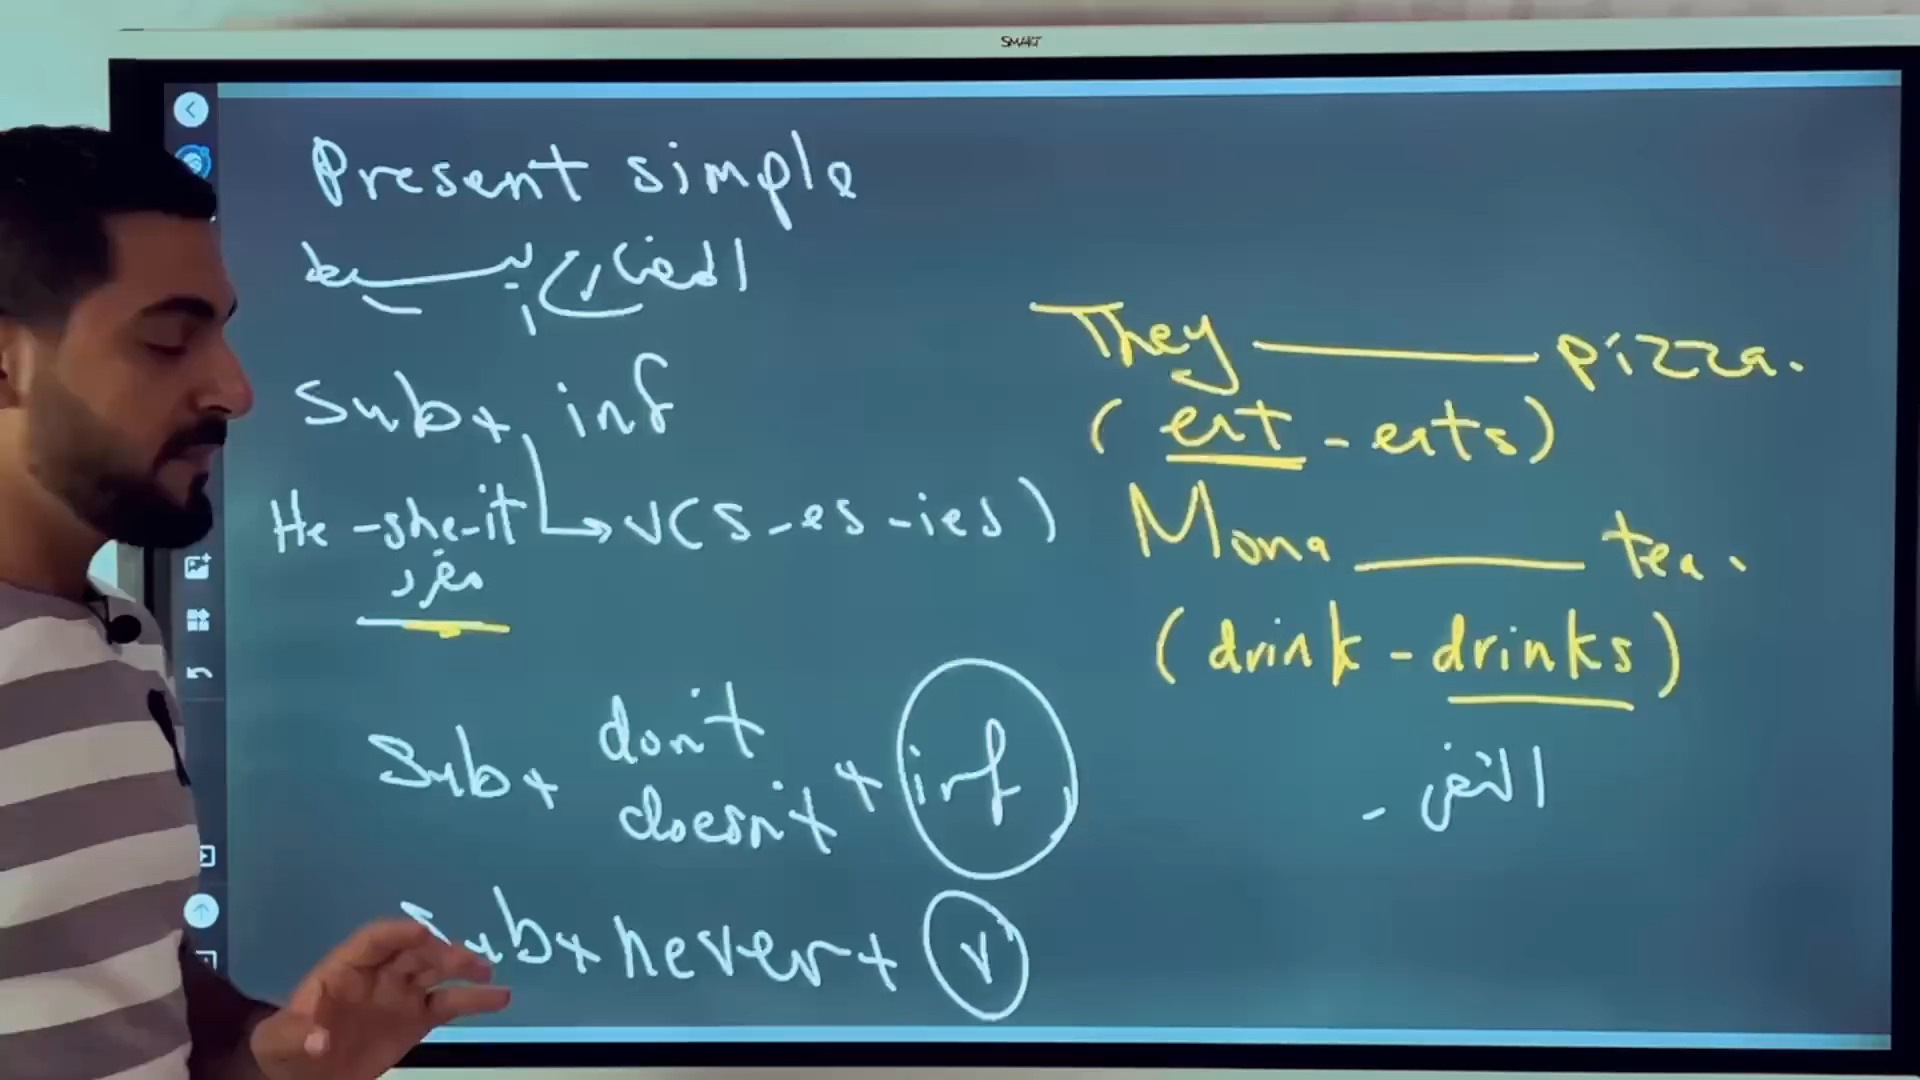 SMART
Present simple
المضارع البسيط
Sub + inf
He - she - it → V (s - es - ies)
مفرد
Sub + don't
doesn't + inf
Sub + never + v
They ______ pizza.
( eat - eats )
Mona ______ tea.
( drink - drinks )
النفي -